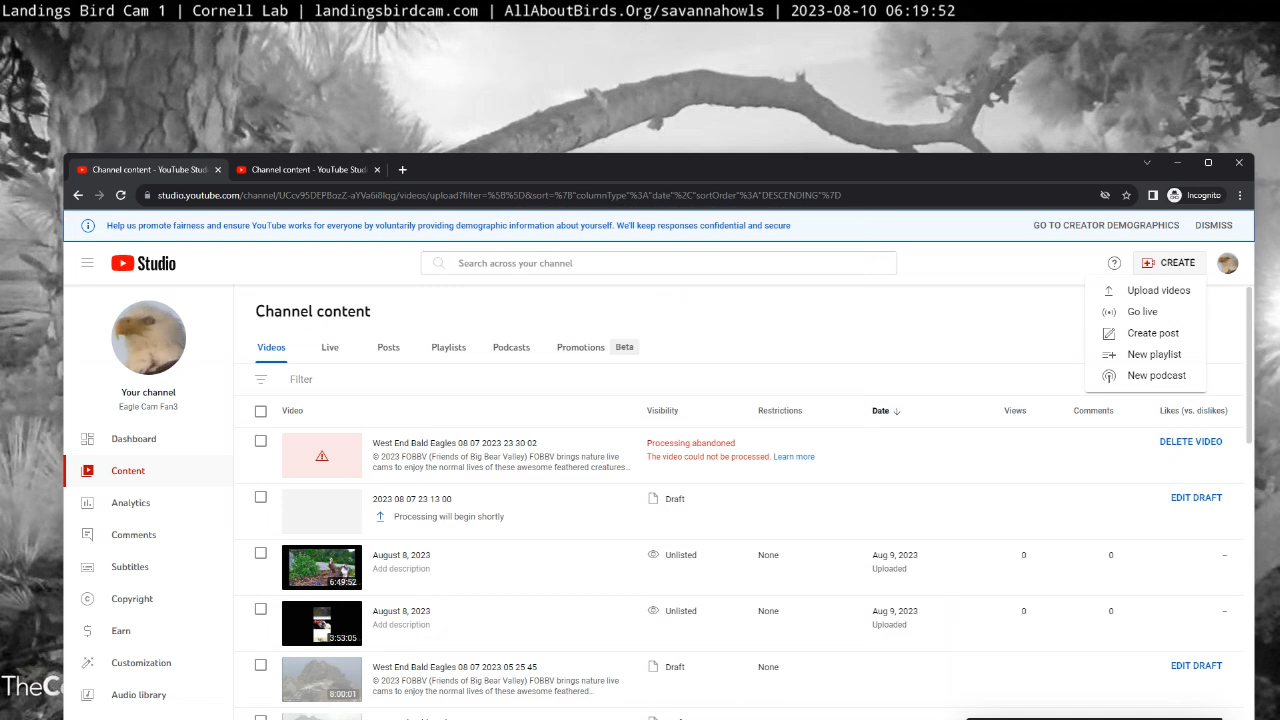 Landings Bird Cam 1 | Cornell Lab | landingsbirdcam.com | AllAboutBirds.Org/savannahowls | 2023-08-10 06:19:52
Channel content - YouTube Studi
Channel content - YouTube Studi
studio.youtube.com/channel/UCcv95DEPBozZ-aYVa6i8lqg/videos/upload?filter=%5B%5D&sort=%7B"columnType"%3A"date"%2C"sortOrder"%3A"DESCENDING"%7D
Incognito
Help us promote fairness and ensure YouTube works for everyone by voluntarily providing demographic information about yourself. We'll keep responses confidential and secure
GO TO CREATOR DEMOGRAPHICS
DISMISS
Studio
Search across your channel
CREATE
Upload videos
Go live
Create post
New playlist
New podcast
Your channel
Eagle Cam Fan3
Dashboard
Content
Analytics
Comments
Subtitles
Copyright
Earn
Customization
Audio library
Channel content
Videos Live Posts Playlists Podcasts Promotions Beta
Filter
Video Visibility Restrictions Date Views Comments Likes (vs. dislikes)
West End Bald Eagles 08 07 2023 23 30 02
© 2023 FOBBV (Friends of Big Bear Valley) FOBBV brings nature live
cams to enjoy the normal lives of these awesome feathered creatures...
Processing abandoned
The video could not be processed. Learn more
DELETE VIDEO
2023 08 07 23 13 00
Processing will begin shortly
Draft
EDIT DRAFT
6:49:52
August 8, 2023
Add description
Unlisted
None
Aug 9, 2023
Uploaded
0
0
–
3:53:05
August 8, 2023
Add description
Unlisted
None
Aug 9, 2023
Uploaded
0
0
–
8:00:01
West End Bald Eagles 08 07 2023 05 25 45
© 2023 FOBBV (Friends of Big Bear Valley) FOBBV brings nature live
cams to enjoy the normal lives of these awesome feathered...
Draft
None
EDIT DRAFT
TheC